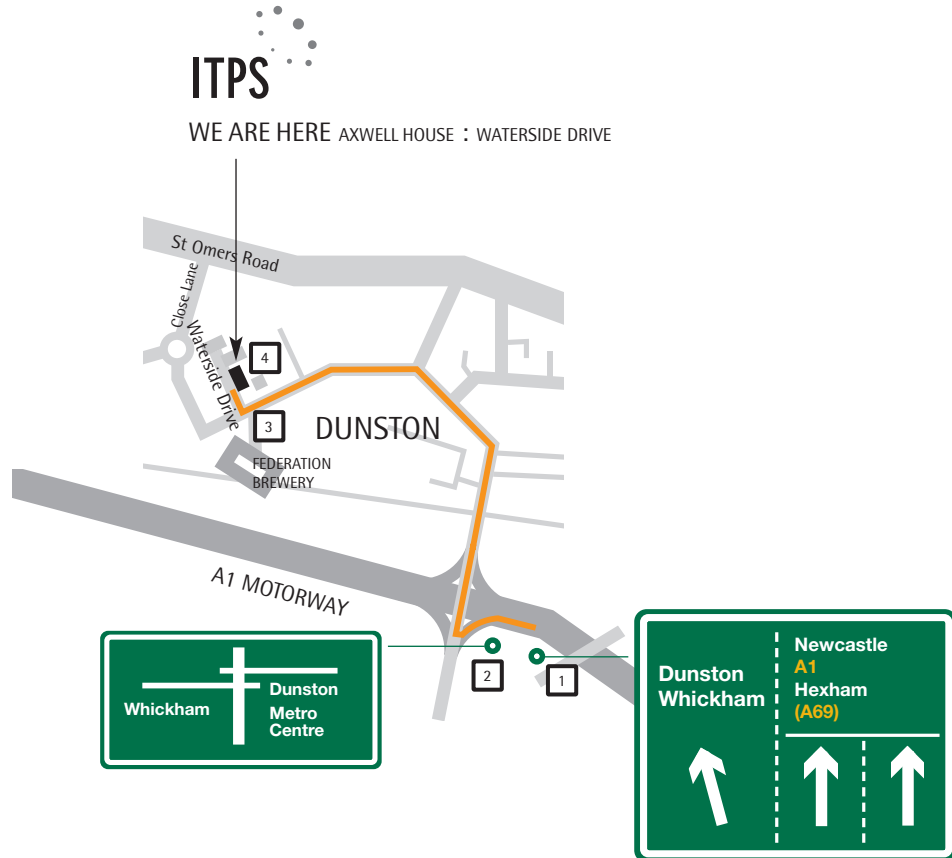 ITPS
WE ARE HERE AXWELL HOUSE : WATERSIDE DRIVE
St Omers Road
Close Lane
Waterside Drive
4
3
DUNSTON
FEDERATION
BREWERY
A1 MOTORWAY
2
1
Whickham
Dunston
Metro
Centre
Dunston
Whickham
Newcastle
A1
Hexham
(A69)